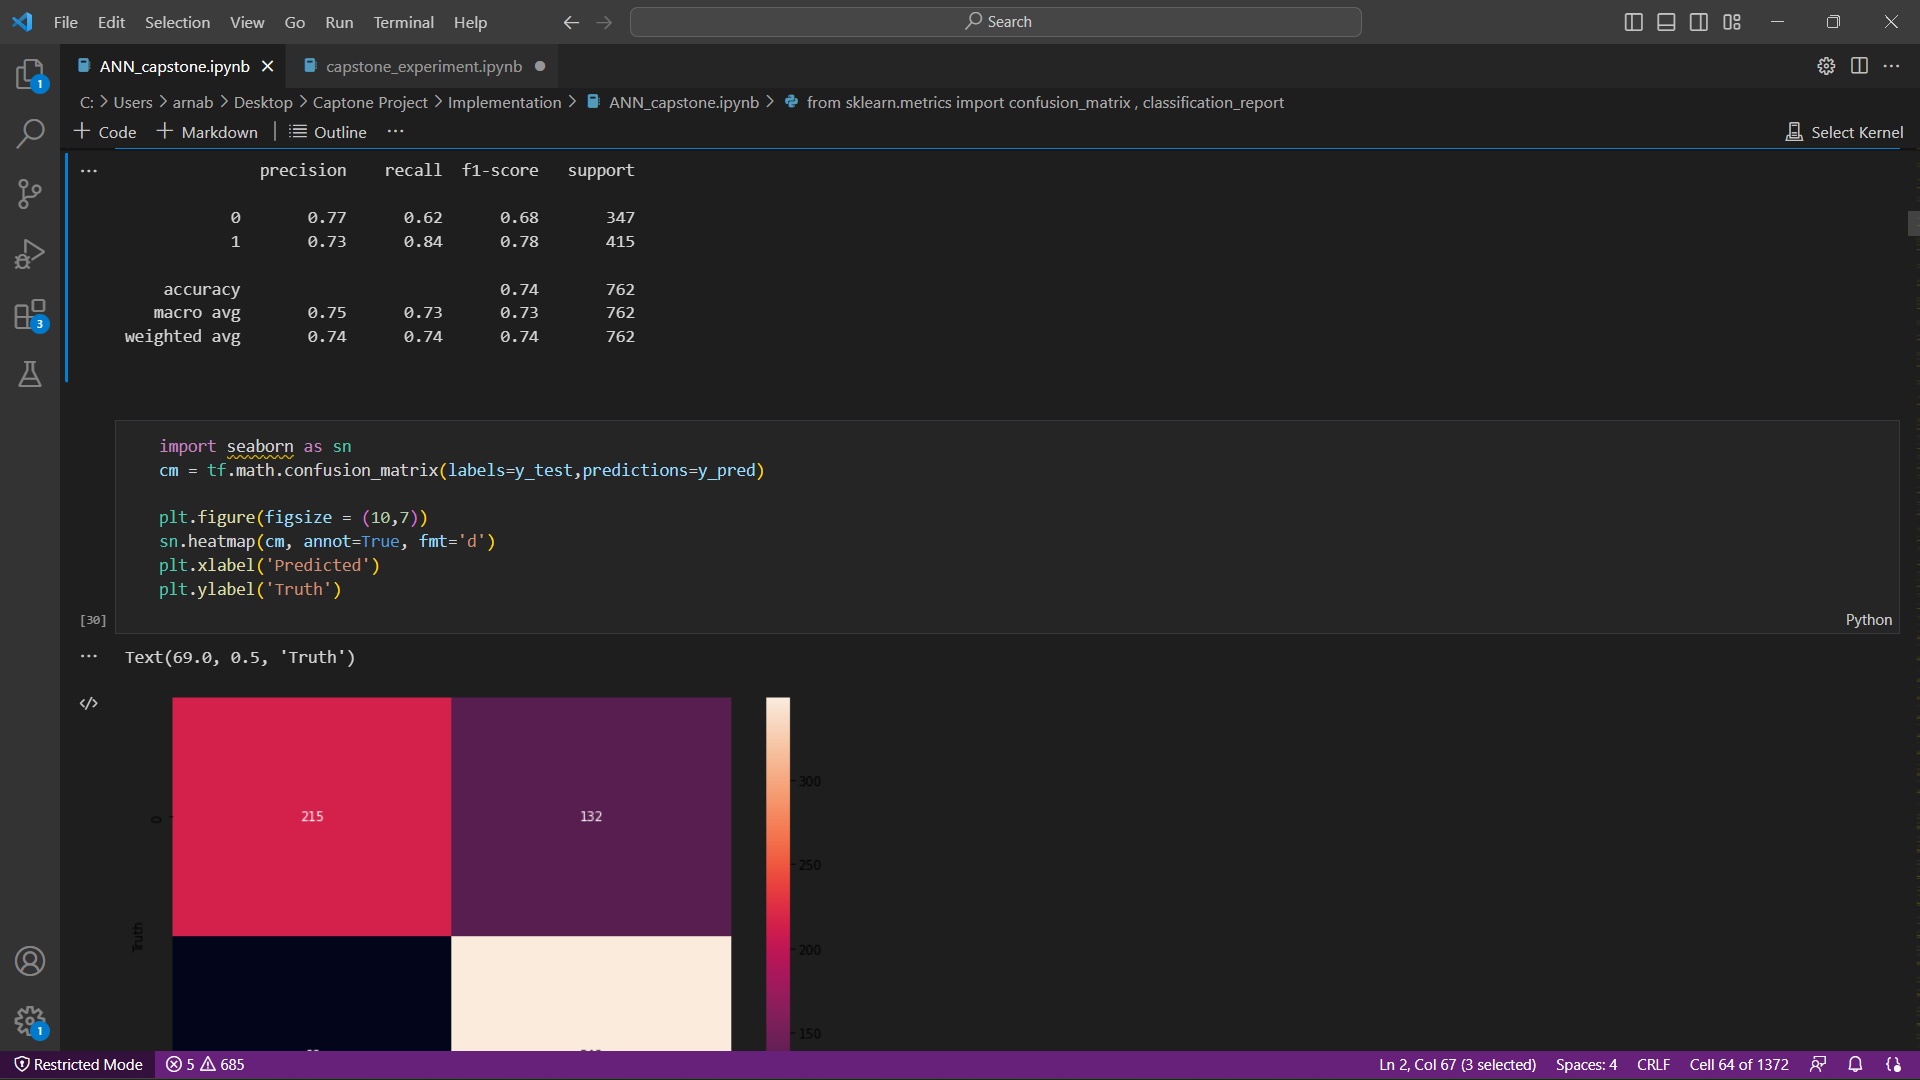 File Edit Selection View Go Run Terminal Help Search
ANN_capstone.ipynb capstone_experiment.ipynb
C: > Users > arnab > Desktop > Captone Project > Implementation > ANN_capstone.ipynb > from sklearn.metrics import confusion_matrix , classification_report
+ Code + Markdown | Outline ... Select Kernel
precision recall f1-score support
0 0.77 0.62 0.68 347
1 0.73 0.84 0.78 415
accuracy 0.74 762
macro avg 0.75 0.73 0.73 762
weighted avg 0.74 0.74 0.74 762
import seaborn as sn
cm = tf.math.confusion_matrix(labels=y_test,predictions=y_pred)
plt.figure(figsize = (10,7))
sn.heatmap(cm, annot=True, fmt='d')
plt.xlabel('Predicted')
plt.ylabel('Truth')
[30] Python
Text(69.0, 0.5, 'Truth')
300
215 132
0
250
Truth
200
150
1
3
1
Restricted Mode 5 685 Ln 2, Col 67 (3 selected) Spaces: 4 CRLF Cell 64 of 1372